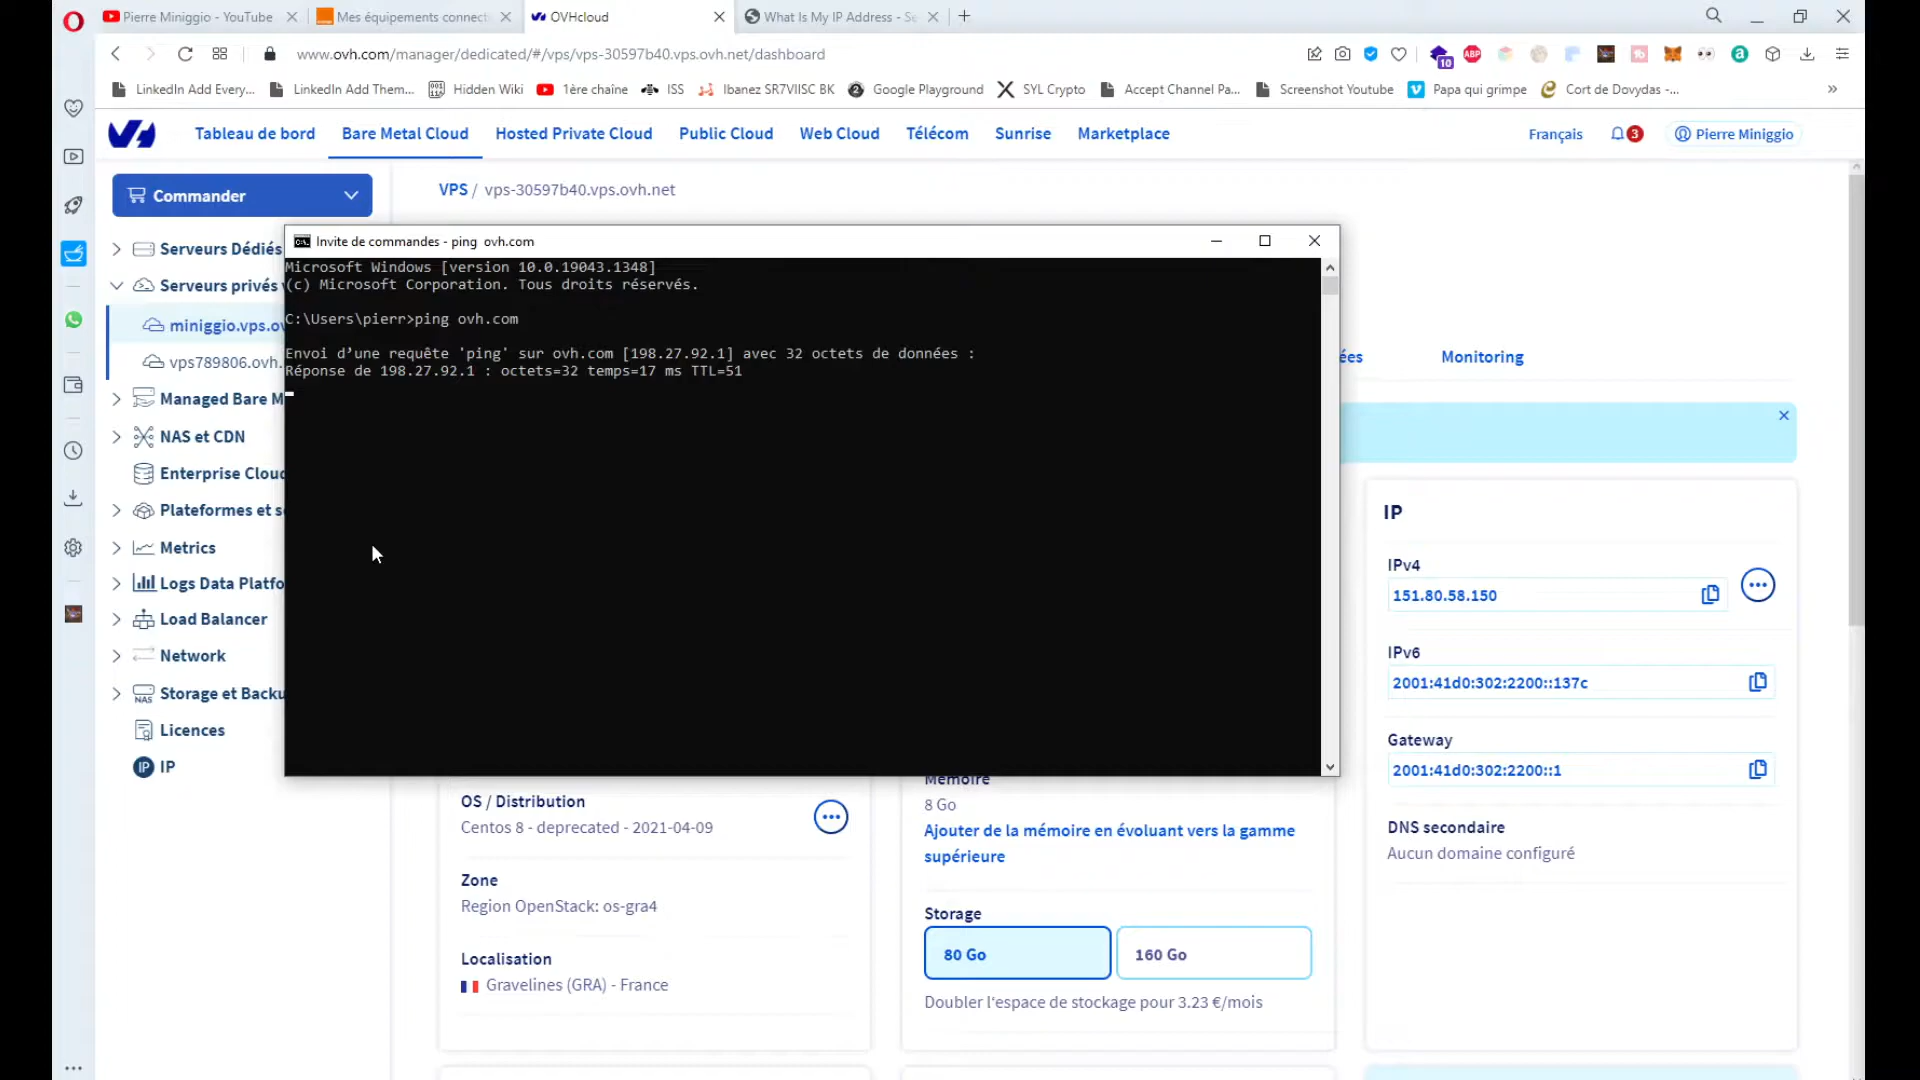 Pierre Miniggio - YouTube
Mes équipements connect
OVHcloud
What Is My IP Address - Se
www.ovh.com/manager/dedicated/#/vps/vps-30597b40.vps.ovh.net/dashboard
10
ABP
LinkedIn Add Every...
LinkedIn Add Them...
Hidden Wiki
1ère chaine
ISS
Ibanez SR7VIISC BK
Google Playground
SYL Crypto
Accept Channel Pa...
Screenshot Youtube
Papa qui grimpe
Cort de Dovydas -...
Tableau de bord
Bare Metal Cloud
Hosted Private Cloud
Public Cloud
Web Cloud
Télécom
Sunrise
Marketplace
Français
3
Pierre Miniggio
Commander
VPS / vps-30597b40.vps.ovh.net
Serveurs Dédiés
Serveurs privés
miniggio.vps.ov
vps789806.ovh.
Managed Bare M
NAS et CDN
Enterprise Cloud
Plateformes et s
Metrics
Logs Data Platfo
Load Balancer
Network
Storage et Backu
Licences
IP
Invite de commandes - ping ovh.com
Microsoft Windows [version 10.0.19043.1348]
(c) Microsoft Corporation. Tous droits réservés.
C:\Users\pierr>ping ovh.com
Envoi d’une requête 'ping' sur ovh.com [198.27.92.1] avec 32 octets de données :
Réponse de 198.27.92.1 : octets=32 temps=17 ms TTL=51
ées
Monitoring
OS / Distribution
Centos 8 - deprecated - 2021-04-09
Zone
Region OpenStack: os-gra4
Localisation
Gravelines (GRA) - France
Mémoire
8 Go
Ajouter de la mémoire en évoluant vers la gamme
supérieure
Storage
80 Go
160 Go
Doubler l'espace de stockage pour 3.23 €/mois
IP
IPv4
151.80.58.150
IPv6
2001:41d0:302:2200::137c
Gateway
2001:41d0:302:2200::1
DNS secondaire
Aucun domaine configuré